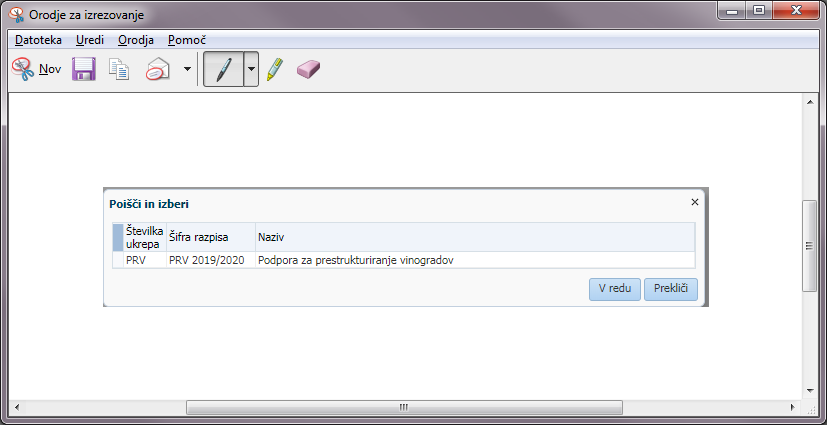 Orodje za izrezovanje
Datoteka Uredi Orodja Pomoč
Nov
Poišči in izberi
Številka ukrepa Šifra razpisa Naziv
PRV PRV 2019/2020 Podpora za prestrukturiranje vinogradov
V redu Prekliči